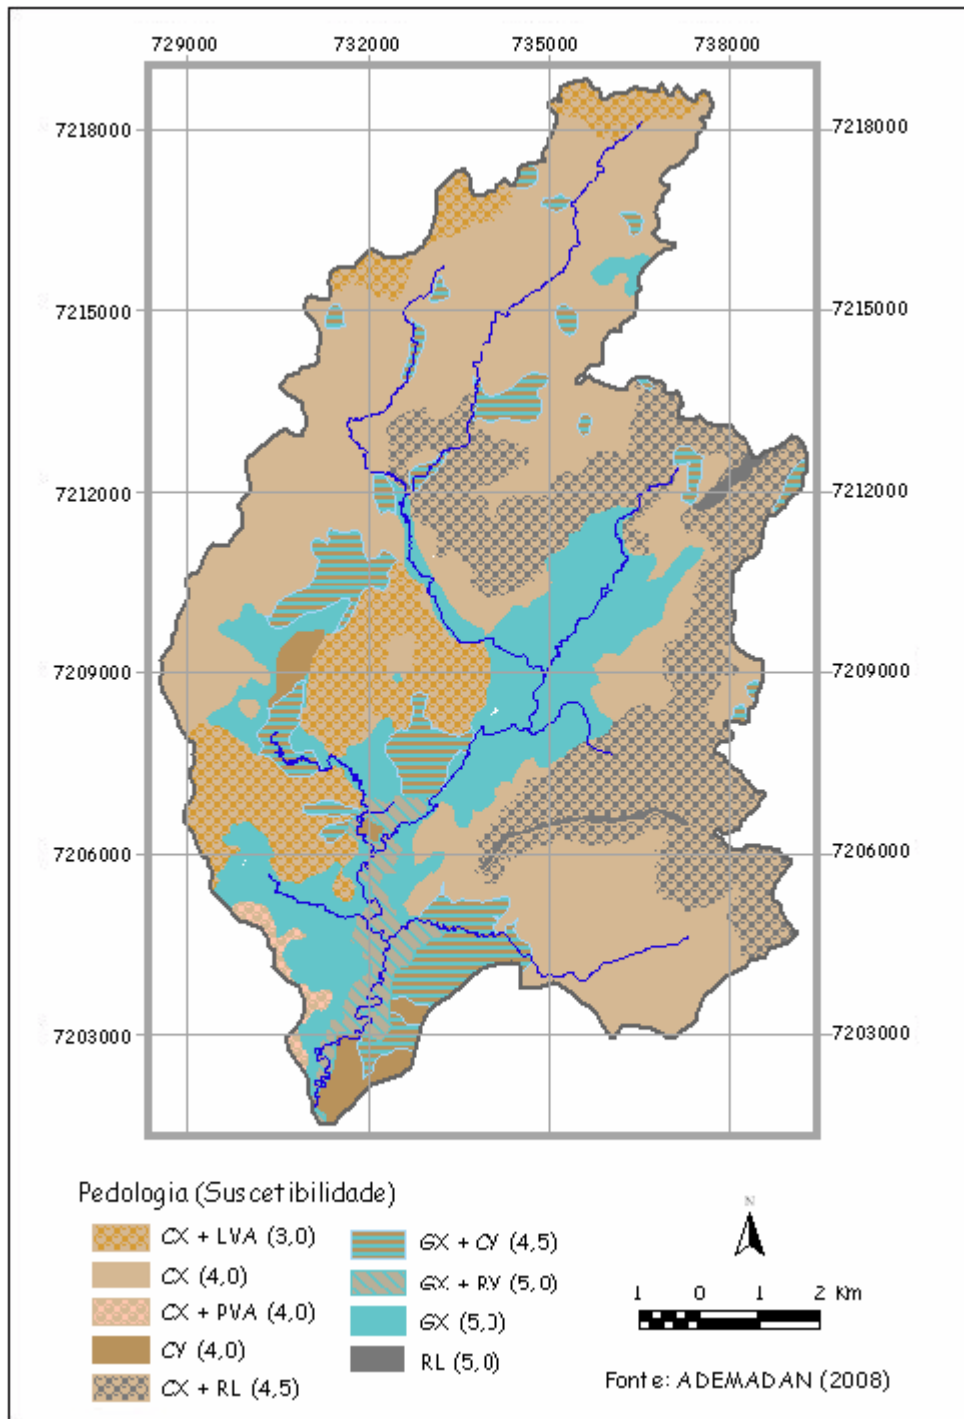 729000 732000 735000 738000
7218000 7218000
7215000 7215000
7212000 7212000
7209000 7209000
7206000 7206000
7203000 7203000
Pedologia (Suscetibilidade)
CX + LVA (3,0)
CX (4,0)
CX + PVA (4,0)
CY (4,0)
CX + RL (4,5)
GX + CY (4,5)
GX + RY (5,0)
GX (5,0)
RL (5,0)
N
1 0 1 2 Km
Fonte: ADEMADAN (2008)